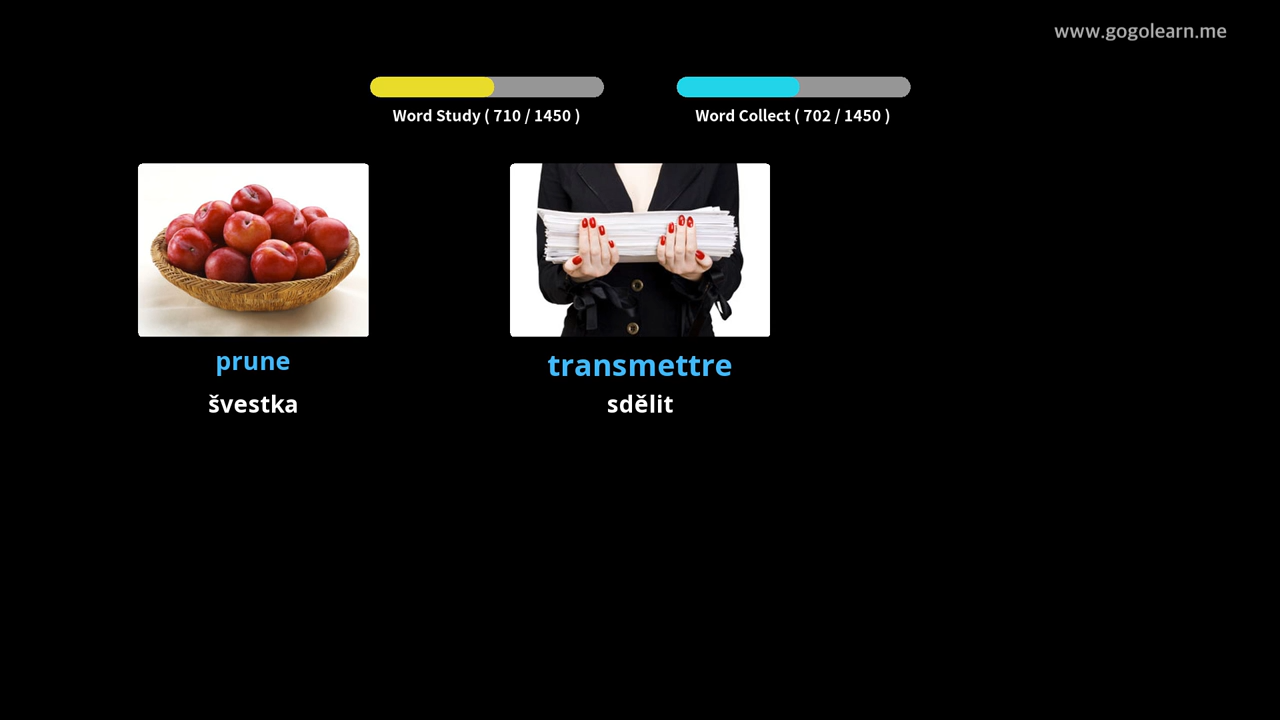 www.gogolearn.me
Word Study ( 710 / 1450 )
Word Collect ( 702 / 1450 )
prune
švestka
transmettre
sdělit